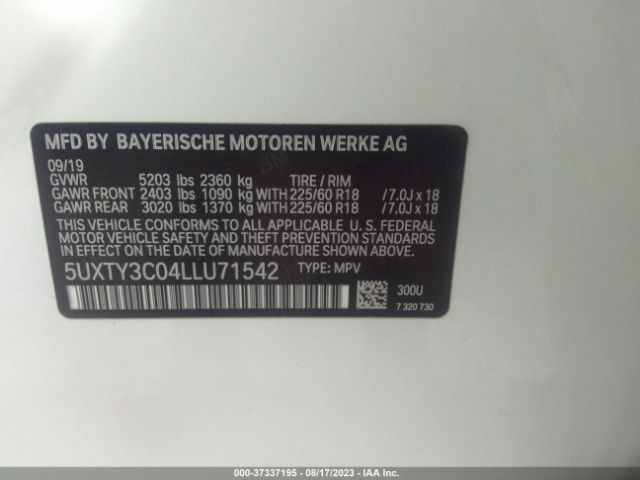 MFD BY BAYERISCHE MOTOREN WERKE AG
09/19
GVWR 5203 lbs 2360 kg TIRE / RIM
GAWR FRONT 2403 lbs 1090 kg WITH 225/60 R18 /7.0J x 18
GAWR REAR 3020 lbs 1370 kg WITH 225/60 R18 /7.0J x 18
THIS VEHICLE CONFORMS TO ALL APPLICABLE U. S. FEDERAL
MOTOR VEHICLE SAFETY AND THEFT PREVENTION STANDARDS
IN EFFECT ON THE DATE OF MANUFACTURE SHOWN ABOVE.
5UXTY3C04LLU71542 TYPE: MPV
300U
7 320 730
000-37337195 - 08/17/2023 - IAAI.COM